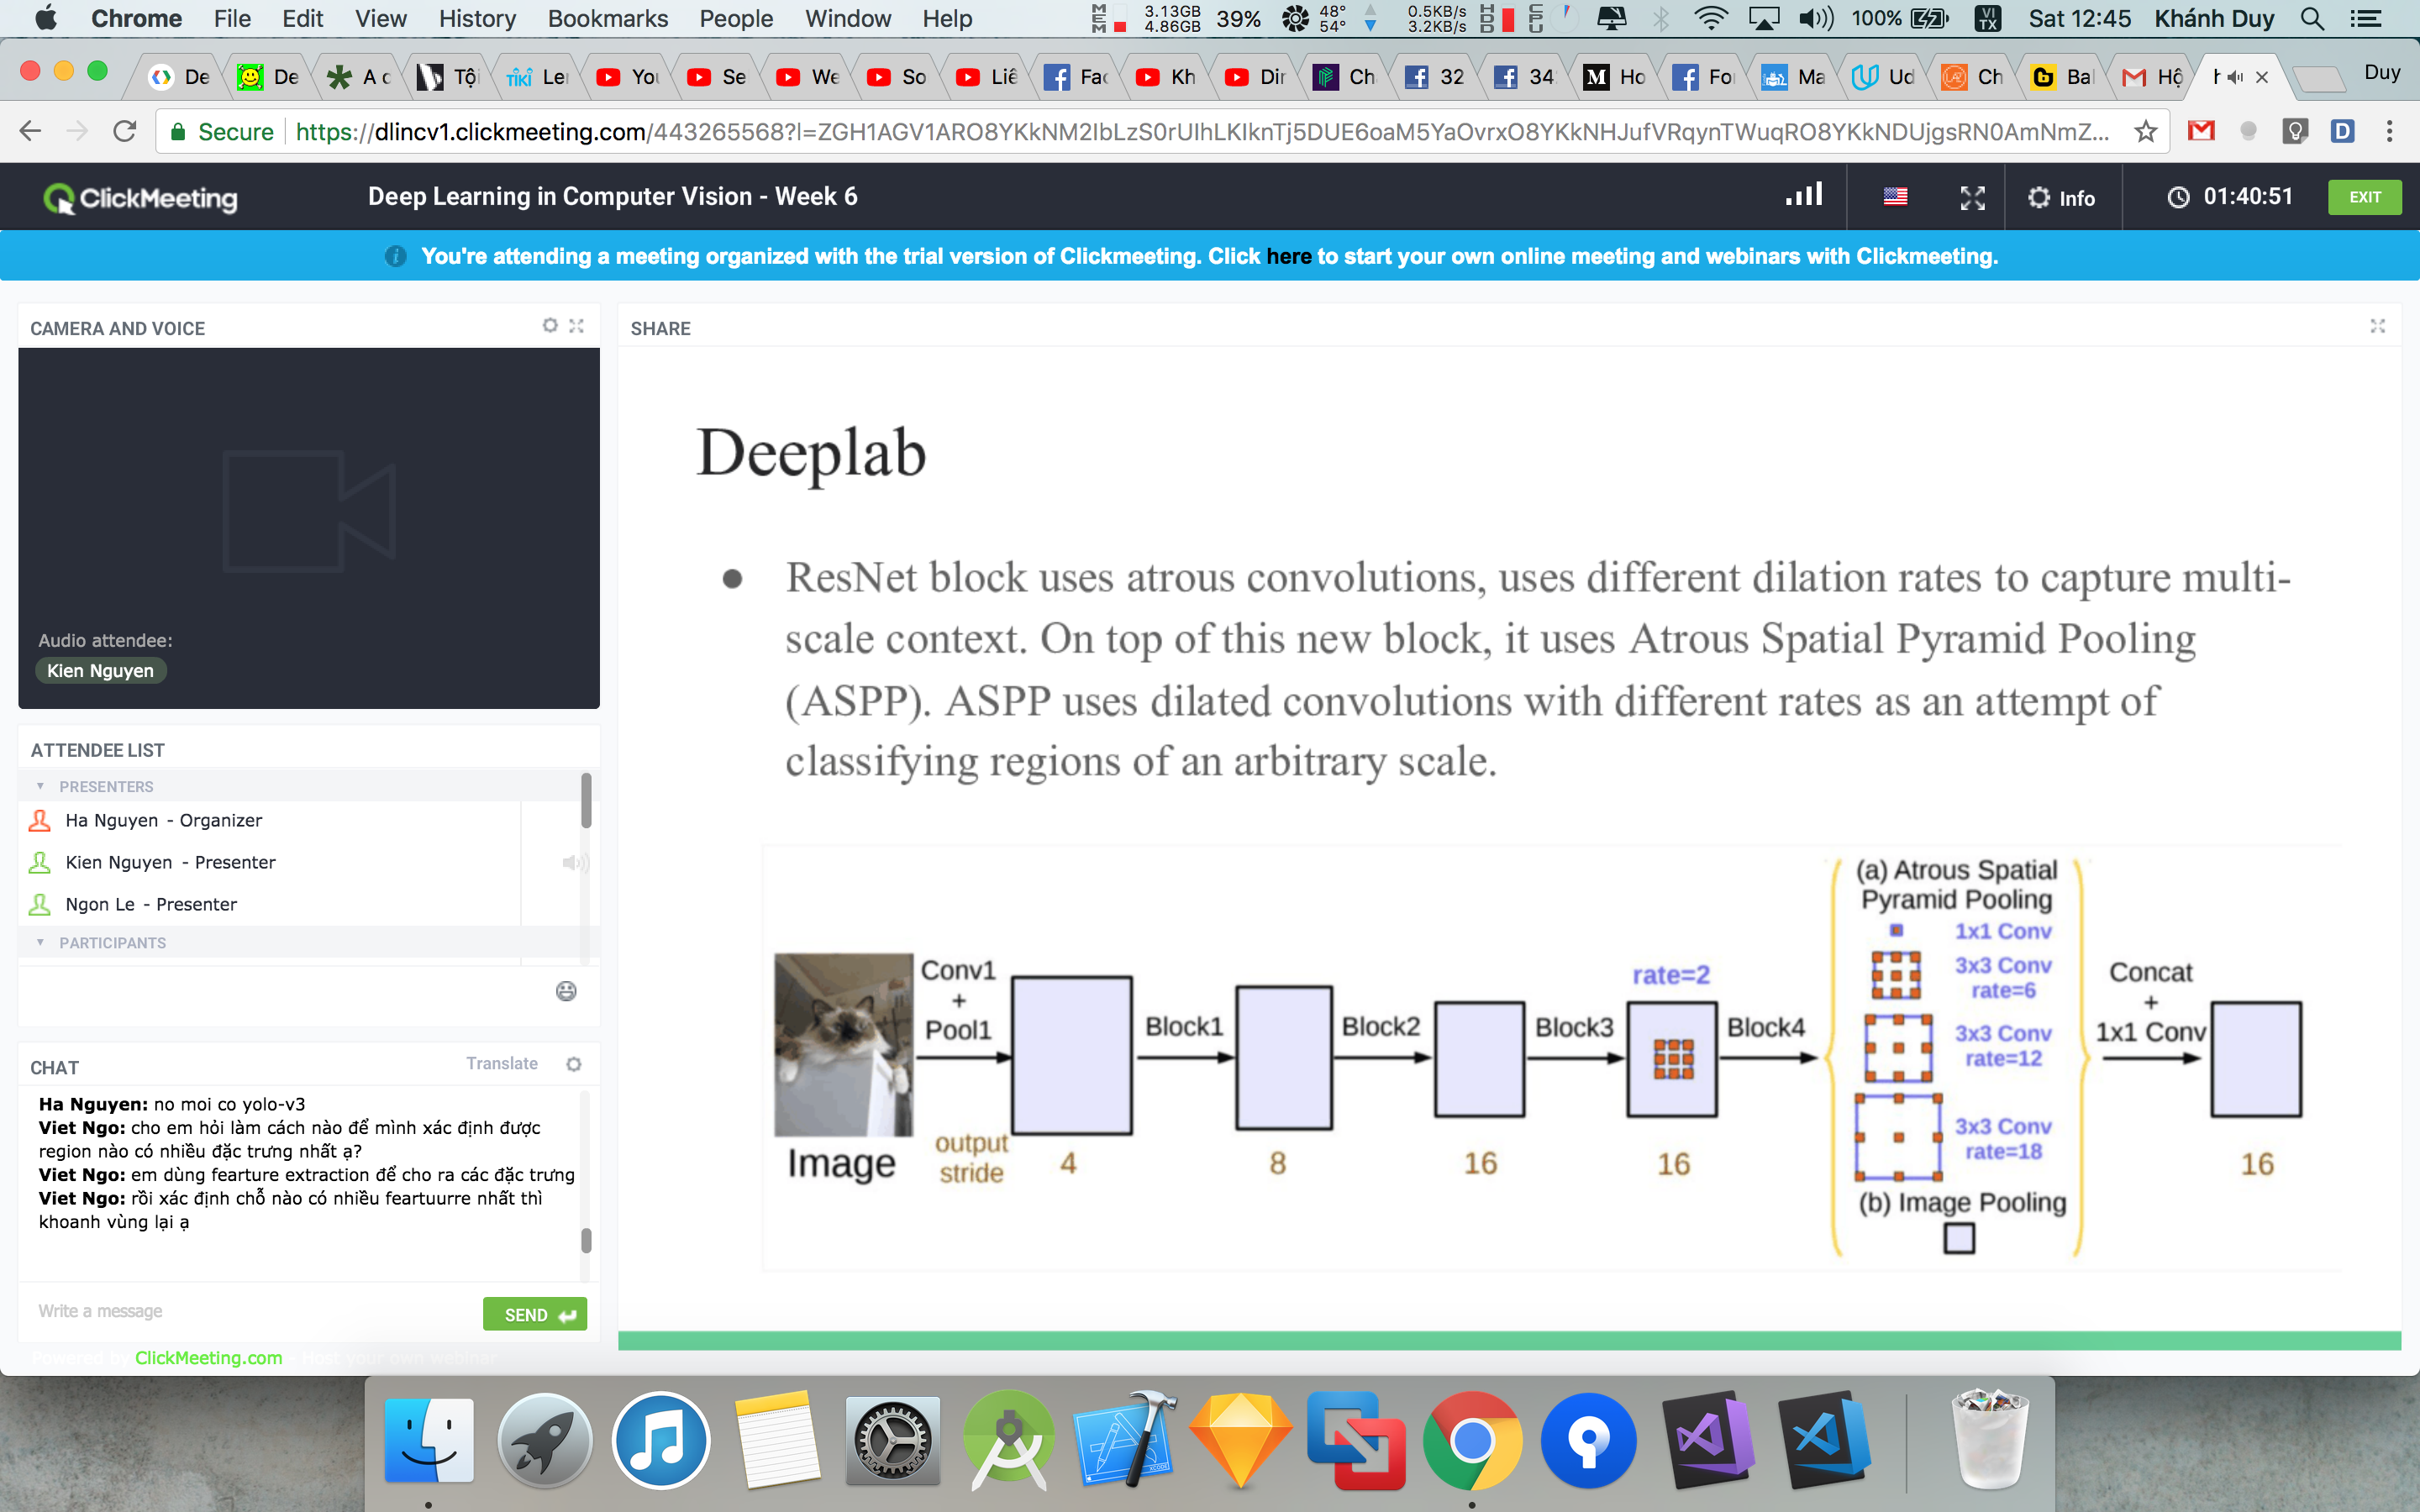 Chrome File Edit View History Bookmarks People Window Help
MEM 3.13GB 4.86GB 39% 48° 54° 0.5KB/s 3.2KB/s HDD CPU 100% VI TX Sat 12:45 Khánh Duy
De De A c Tội TIKI Ler You Se We So Liê Fac Kh Dir Ch 32 34 Ho For Ma Ud Ch Bal Hộ h Duy
Secure https://dlincv1.clickmeeting.com/443265568?l=ZGH1AGV1ARO8YKkNM2IbLzS0rUIhLKIknTj5DUE6oaM5YaOvrxO8YKkNHJufVRqynTWuqRO8YKkNDUjgsRN0AmNmZ...
ClickMeeting Deep Learning in Computer Vision - Week 6 Info 01:40:51 EXIT
You're attending a meeting organized with the trial version of Clickmeeting. Click here to start your own online meeting and webinars with Clickmeeting.
CAMERA AND VOICE
Audio attendee:
Kien Nguyen
ATTENDEE LIST
PRESENTERS
Ha Nguyen - Organizer
Kien Nguyen - Presenter
Ngon Le - Presenter
PARTICIPANTS
CHAT Translate
Ha Nguyen: no moi co yolo-v3
Viet Ngo: cho em hỏi làm cách nào để mình xác định được
region nào có nhiều đặc trưng nhất ạ?
Viet Ngo: em dùng fearture extraction để cho ra các đặc trưng
Viet Ngo: rồi xác định chỗ nào có nhiều feartuurre nhất thì
khoanh vùng lại ạ
Write a message
SEND
Powered by ClickMeeting.com
SHARE
Deeplab
● ResNet block uses atrous convolutions, uses different dilation rates to capture multi-
scale context. On top of this new block, it uses Atrous Spatial Pyramid Pooling
(ASPP). ASPP uses dilated convolutions with different rates as an attempt of
classifying regions of an arbitrary scale.
Image
Conv1
+
Pool1
output
stride
4
Block1
8
Block2
16
Block3
rate=2
16
Block4
(a) Atrous Spatial
Pyramid Pooling
1x1 Conv
3x3 Conv
rate=6
3x3 Conv
rate=12
3x3 Conv
rate=18
(b) Image Pooling
Concat
+
1x1 Conv
16